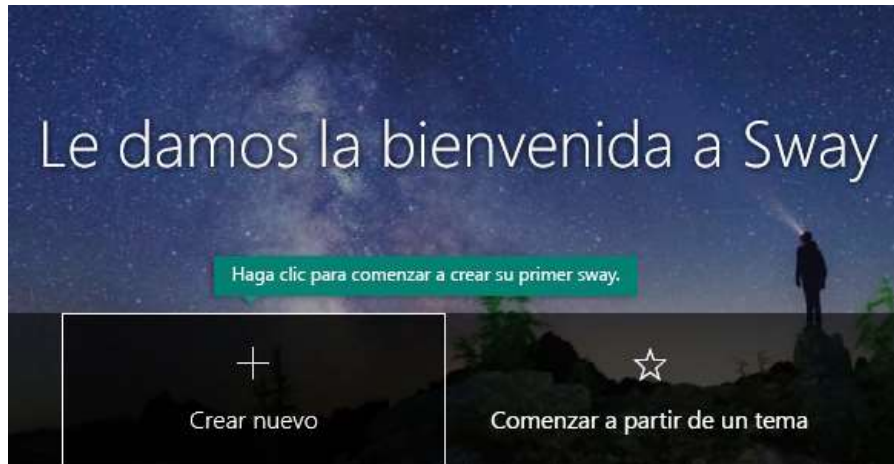 Le damos la bienvenida a Sway
Haga clic para comenzar a crear su primer sway.
Crear nuevo
Comenzar a partir de un tema